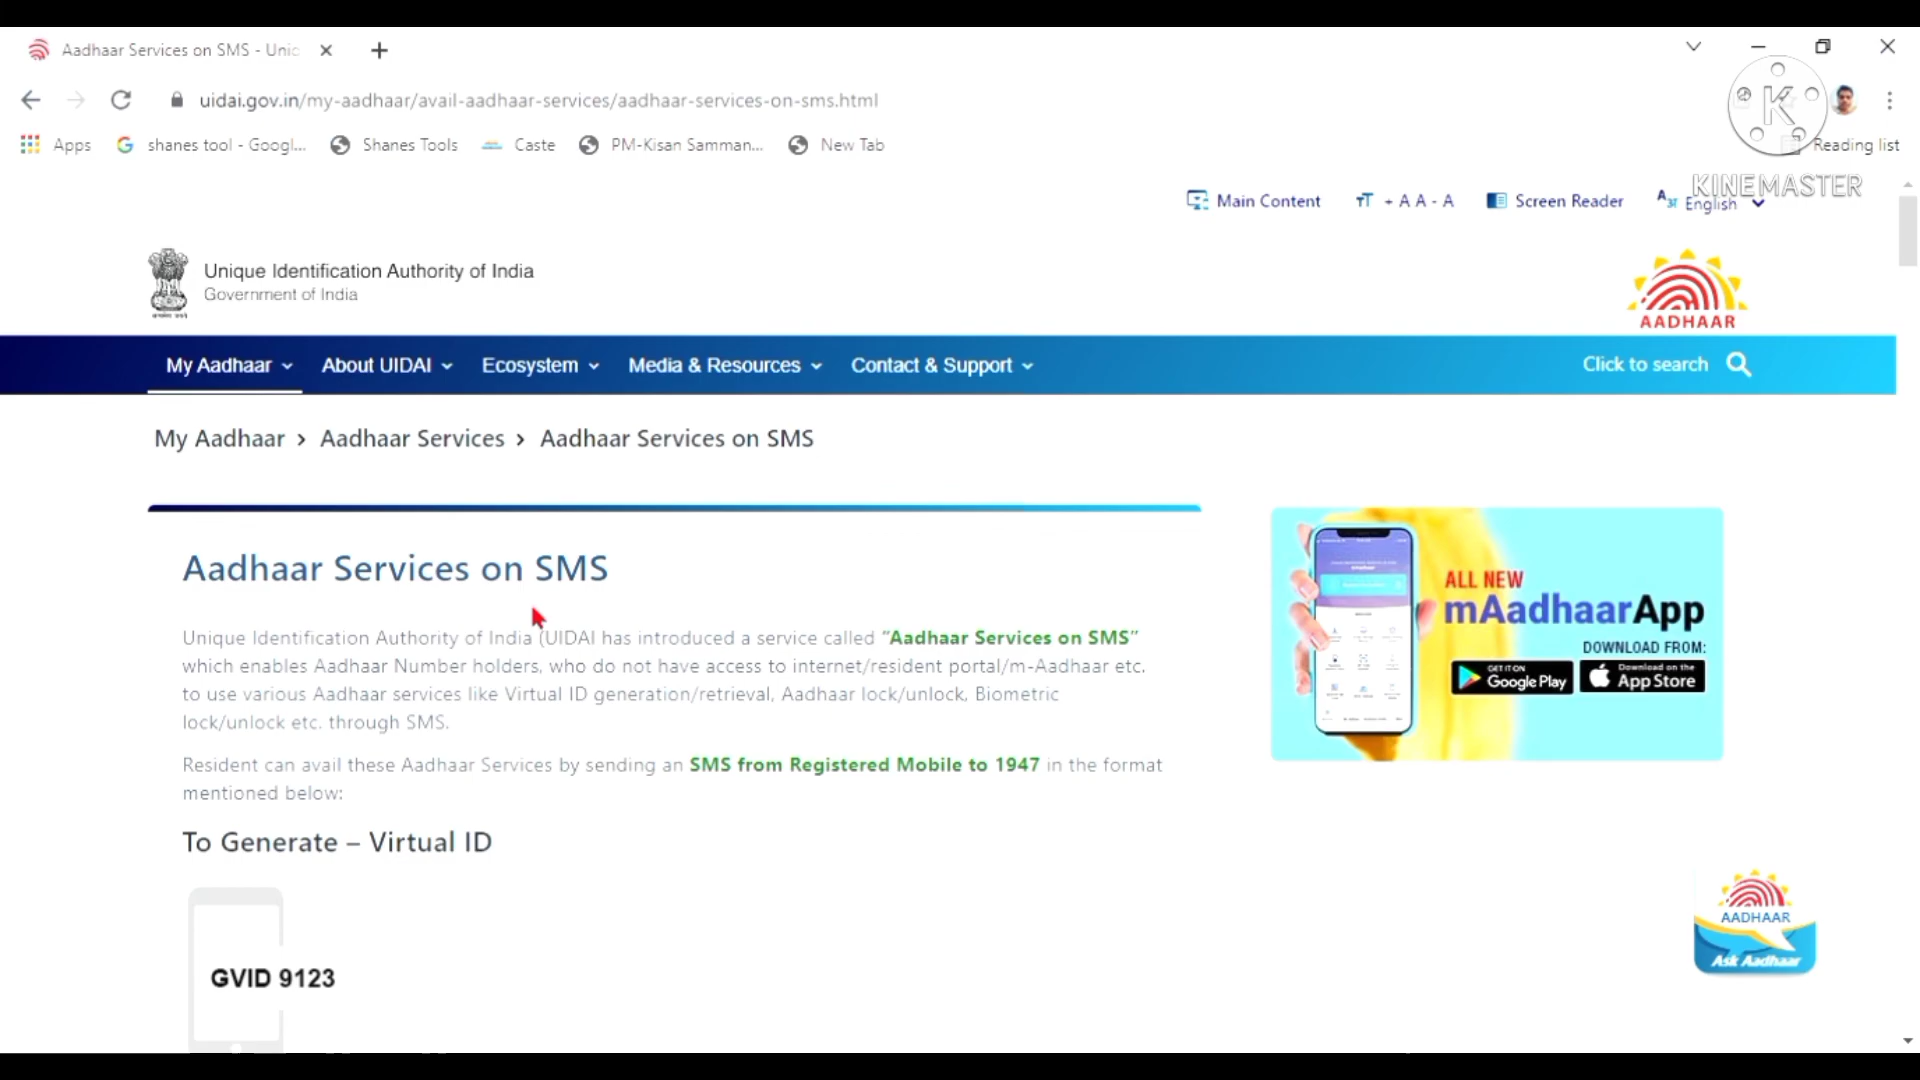 Aadhaar Services on SMS - Uniq
uidai.gov.in/my-aadhaar/avail-aadhaar-services/aadhaar-services-on-sms.html
Apps
shanes tool - Googl...
Shanes Tools
Caste
PM-Kisan Samman...
New Tab
Reading list
KINEMASTER
Main Content
+ A A - A
Screen Reader
English
Unique Identification Authority of India
Government of India
AADHAAR
My Aadhaar
About UIDAI
Ecosystem
Media & Resources
Contact & Support
Click to search
My Aadhaar › Aadhaar Services › Aadhaar Services on SMS
Aadhaar Services on SMS
Unique Identification Authority of India (UIDAI has introduced a service called “Aadhaar Services on SMS”
which enables Aadhaar Number holders, who do not have access to internet/resident portal/m-Aadhaar etc.
to use various Aadhaar services like Virtual ID generation/retrieval, Aadhaar lock/unlock, Biometric
lock/unlock etc. through SMS.
Resident can avail these Aadhaar Services by sending an SMS from Registered Mobile to 1947 in the format
mentioned below:
To Generate – Virtual ID
GVID 9123
ALL NEW
mAadhaarApp
DOWNLOAD FROM:
GET IT ON
Google Play
Download on the
App Store
AADHAAR
Ask Aadhaar